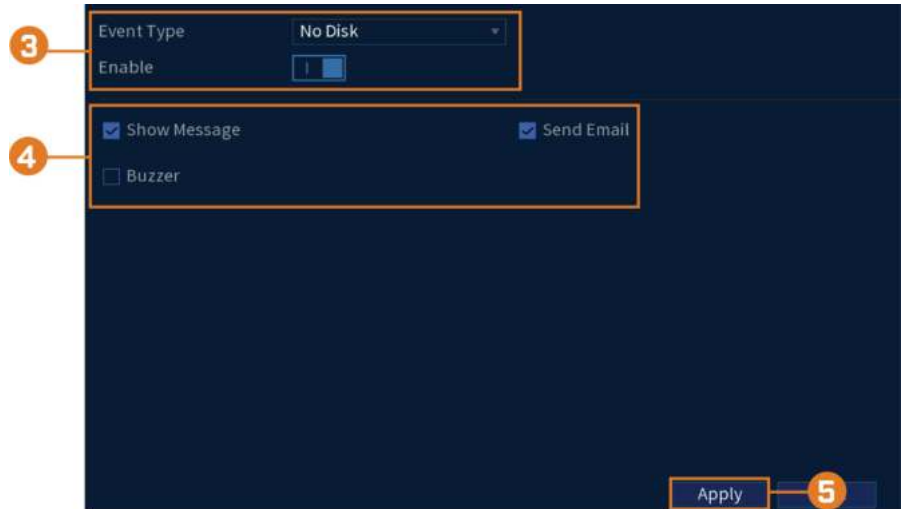 3
Event Type No Disk
Enable
4
Show Message Send Email
Buzzer
Apply
5